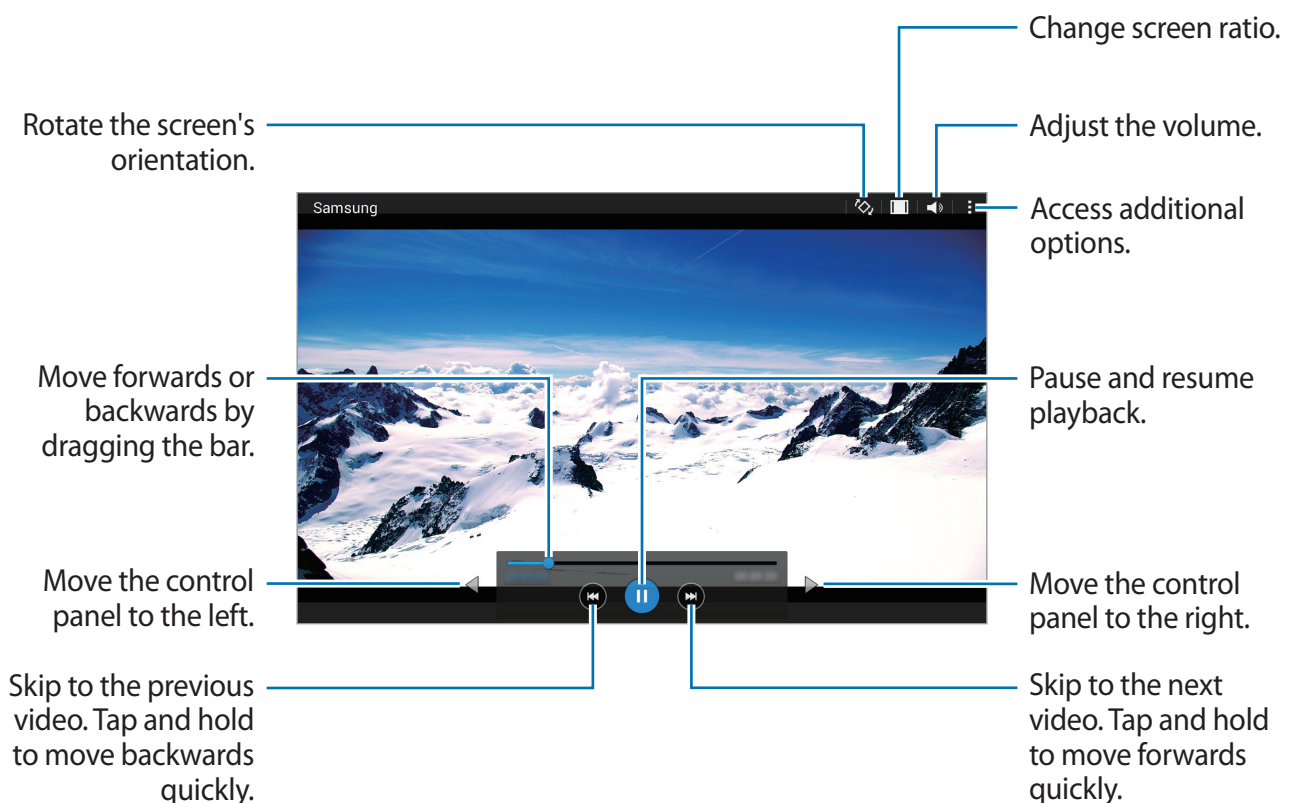 Change screen ratio.
Rotate the screen's
orientation.
Adjust the volume.
Samsung
Access additional
options.
Move forwards or
backwards by
dragging the bar.
Pause and resume
playback.
Move the control
panel to the left.
Move the control
panel to the right.
Skip to the previous
video. Tap and hold
to move backwards
quickly.
Skip to the next
video. Tap and hold
to move forwards
quickly.